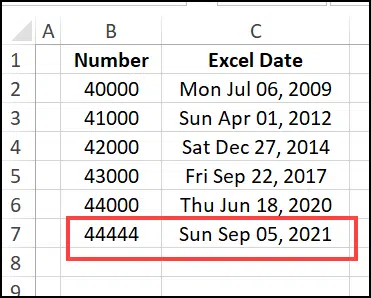 A B C
1 Number Excel Date
2 40000 Mon Jul 06, 2009
3 41000 Sun Apr 01, 2012
4 42000 Sat Dec 27, 2014
5 43000 Fri Sep 22, 2017
6 44000 Thu Jun 18, 2020
7 44444 Sun Sep 05, 2021
8
9